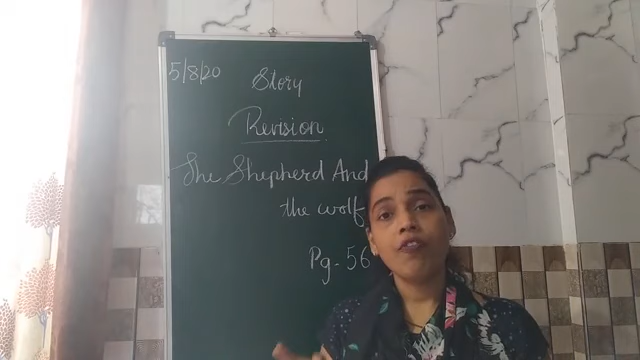 5/8/20
Story
Revision
The Shepherd And
the wolf
Pg - 56